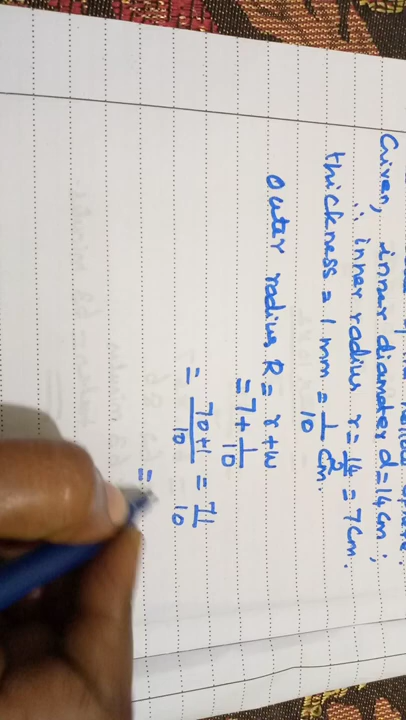 Given, inner diameter d = 14 cm;
∴ inner radius r = 14/2 = 7 cm.
thickness = 1 mm = 1/10 cm.
Outer radius, R = r + w
= 7 + 1/10
= 70+1/10 = 71/10
=